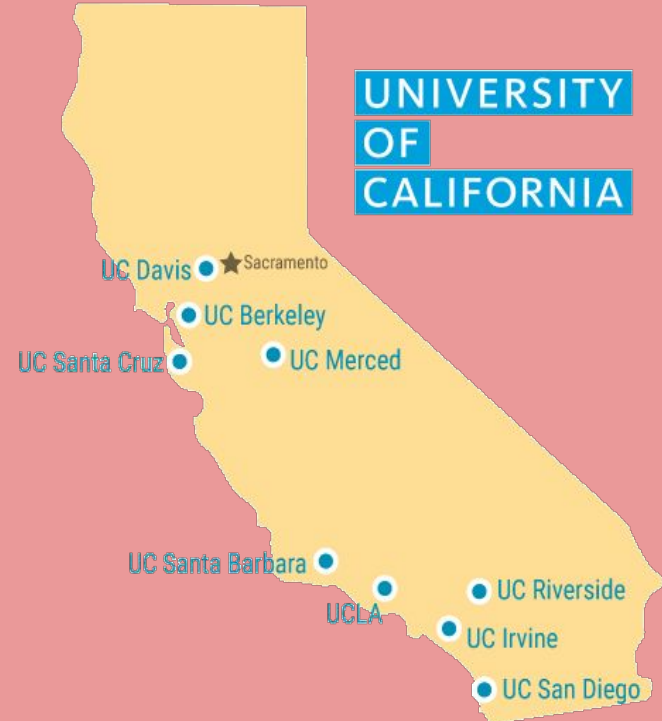 UNIVERSITY
OF
CALIFORNIA
UC Davis
Sacramento
UC Berkeley
UC Santa Cruz
UC Merced
UC Santa Barbara
UCLA
UC Riverside
UC Irvine
UC San Diego